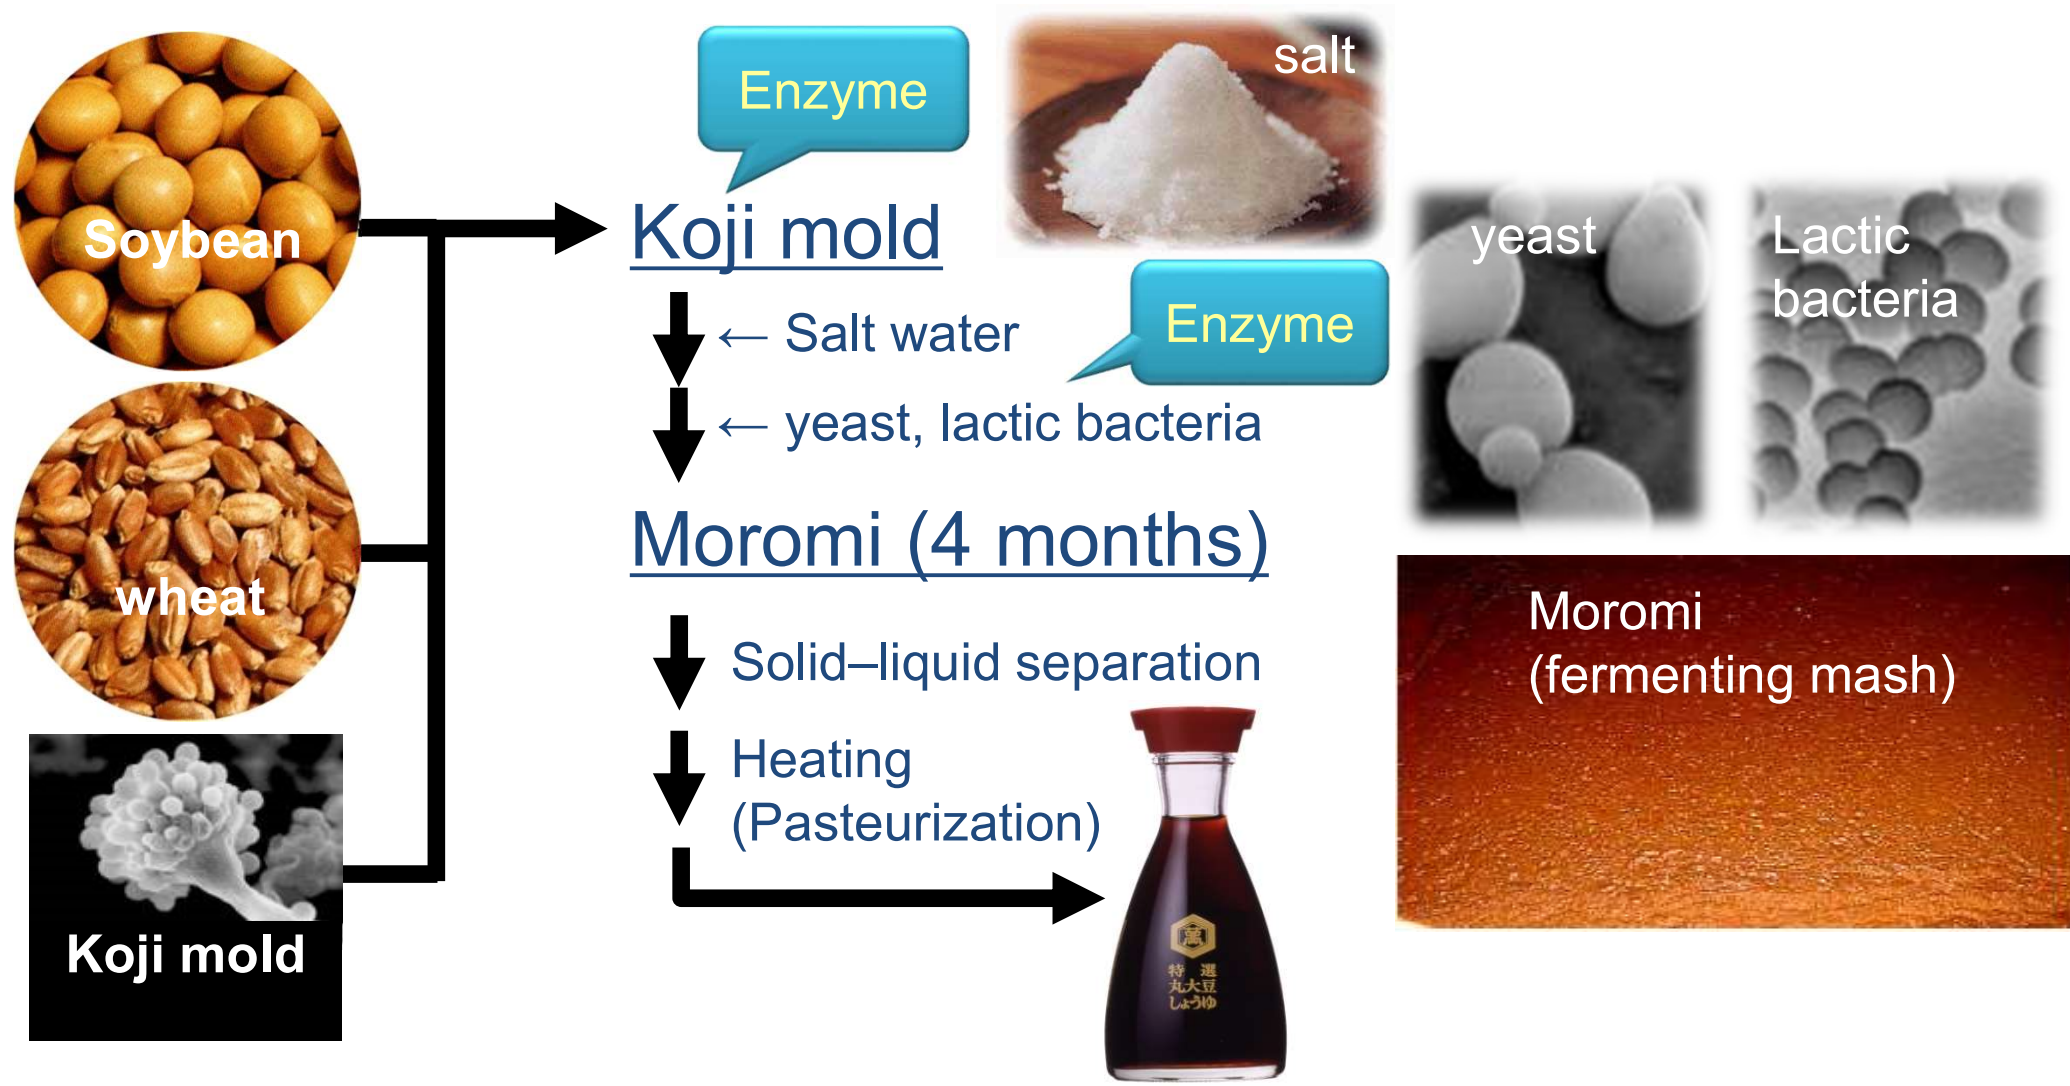 Soybean
wheat
Koji mold
Enzyme
Koji mold
← Salt water
Enzyme
← yeast, lactic bacteria
Moromi (4 months)
Solid–liquid separation
Heating
(Pasteurization)
salt
yeast
Lactic
bacteria
Moromi
(fermenting mash)
萬
特 選
丸大豆
しょうゆ